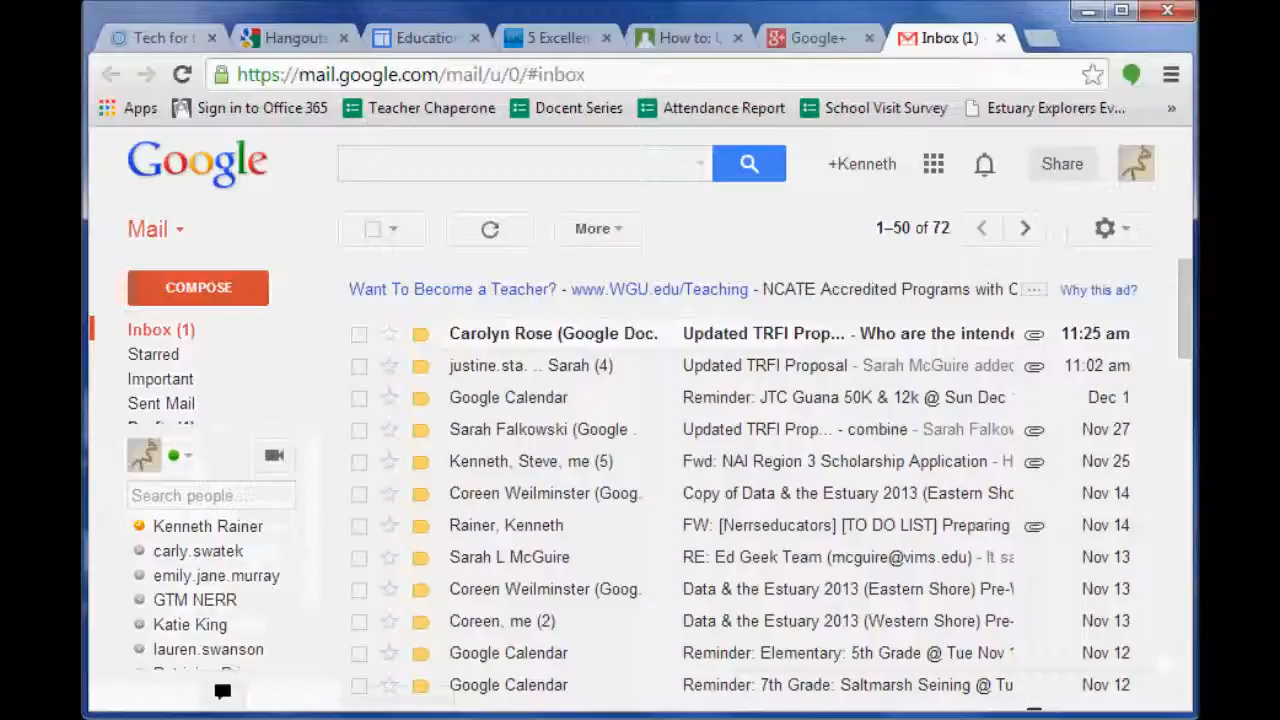 Tech for t Hangouts Education 5 Excellen How to: Google+ Inbox (1) -
https://mail.google.com/mail/u/0/#inbox
Apps Sign in to Office 365 Teacher Chaperone Docent Series Attendance Report School Visit Survey Estuary Explorers Ev... »
Google +Kenneth Share
Mail More 1–50 of 72
COMPOSE
Want To Become a Teacher? - www.WGU.edu/Teaching - NCATE Accredited Programs with C Why this ad?
Inbox (1)
Starred
Important
Sent Mail
Carolyn Rose (Google Doc. Updated TRFI Prop... - Who are the intende 11:25 am
justine.sta. .. Sarah (4) Updated TRFI Proposal - Sarah McGuire added 11:02 am
Google Calendar Reminder: JTC Guana 50K & 12k @ Sun Dec 1 Dec 1
Sarah Falkowski (Google . Updated TRFI Prop... - combine - Sarah Falkov Nov 27
Kenneth, Steve, me (5) Fwd: NAI Region 3 Scholarship Application - H Nov 25
Coreen Weilminster (Goog. Copy of Data & the Estuary 2013 (Eastern Sho Nov 14
Rainer, Kenneth FW: [Nerrseducators] [TO DO LIST] Preparing Nov 14
Sarah L McGuire RE: Ed Geek Team (mcguire@vims.edu) - It sa Nov 13
Coreen Weilminster (Goog. Data & the Estuary 2013 (Eastern Shore) Pre-\ Nov 13
Coreen, me (2) Data & the Estuary 2013 (Western Shore) Pre- Nov 13
Google Calendar Reminder: Elementary: 5th Grade @ Tue Nov 1 Nov 12
Google Calendar Reminder: 7th Grade: Saltmarsh Seining @ Tu Nov 12
Search people...
Kenneth Rainer
carly.swatek
emily.jane.murray
GTM NERR
Katie King
lauren.swanson